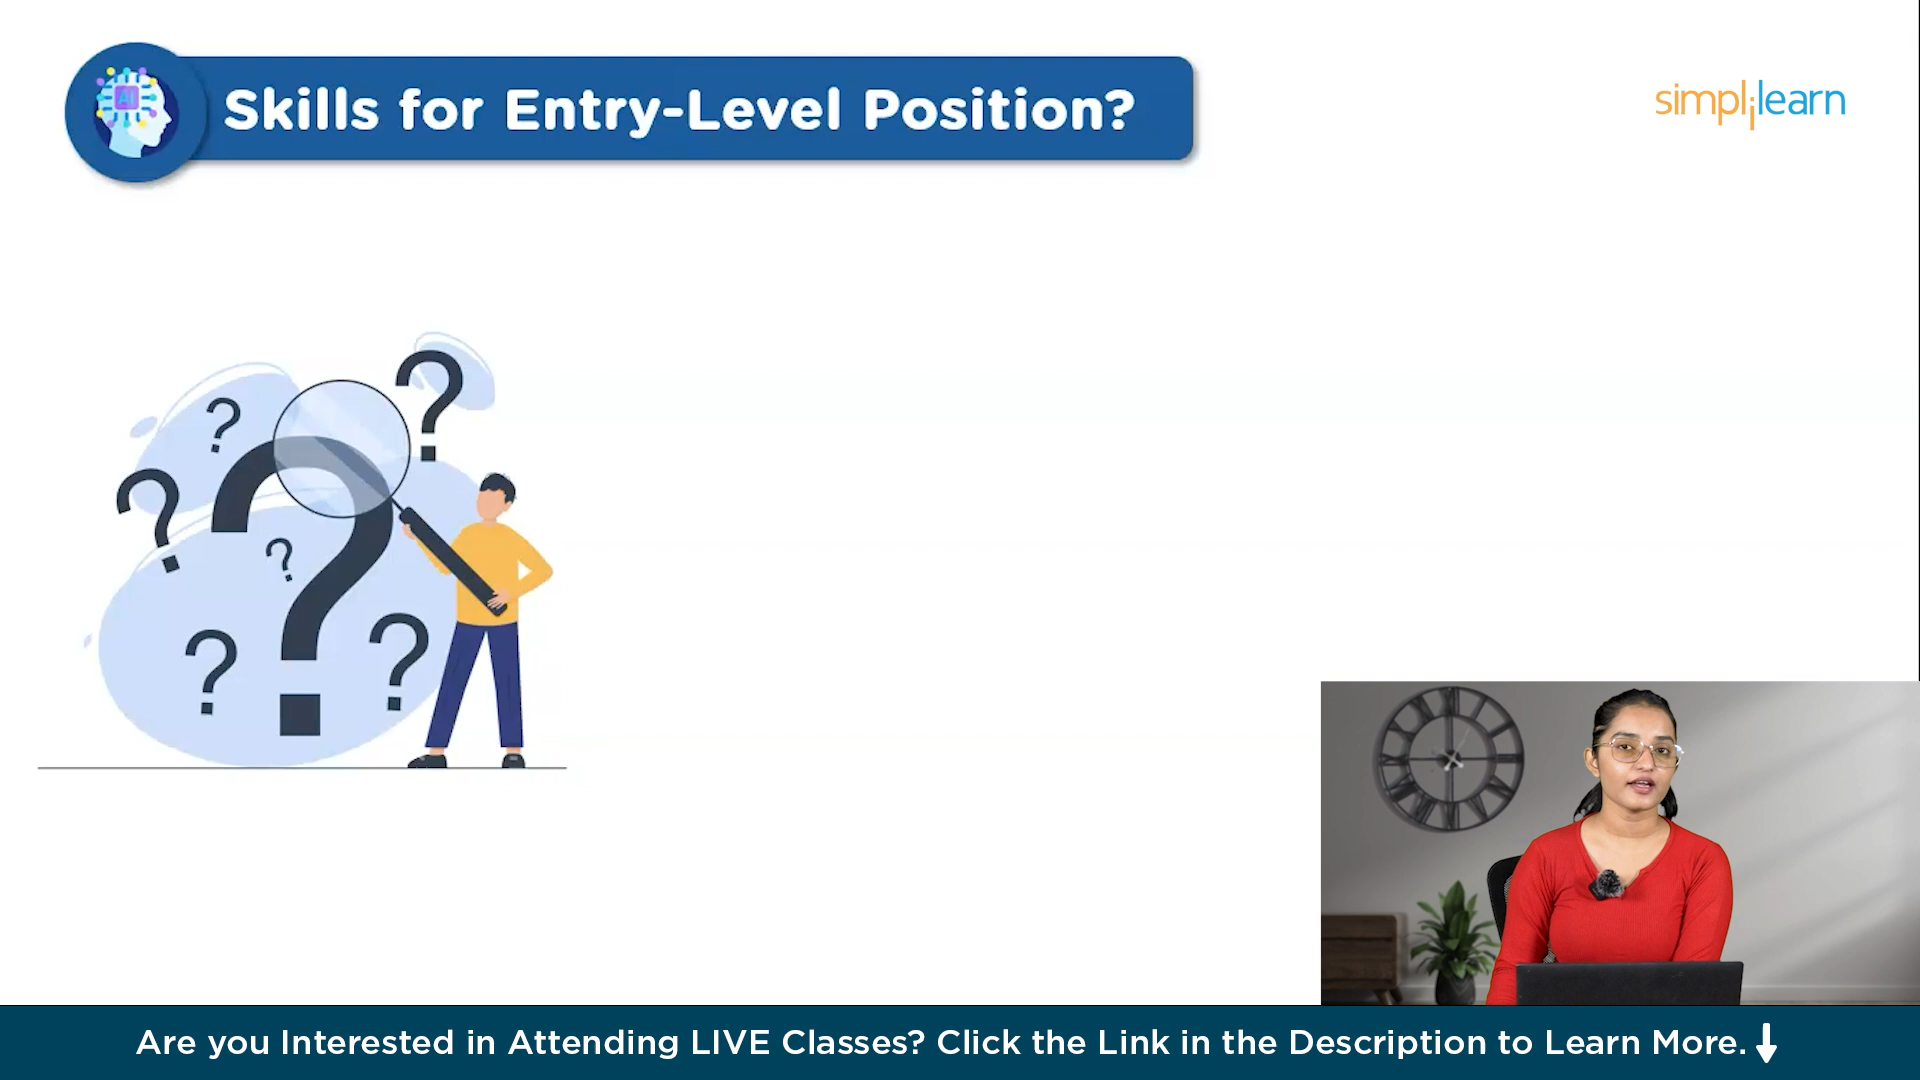 AI
Skills for Entry-Level Position?
simplilearn
? ? ? ? ? ? ?
Are you Interested in Attending LIVE Classes? Click the Link in the Description to Learn More.